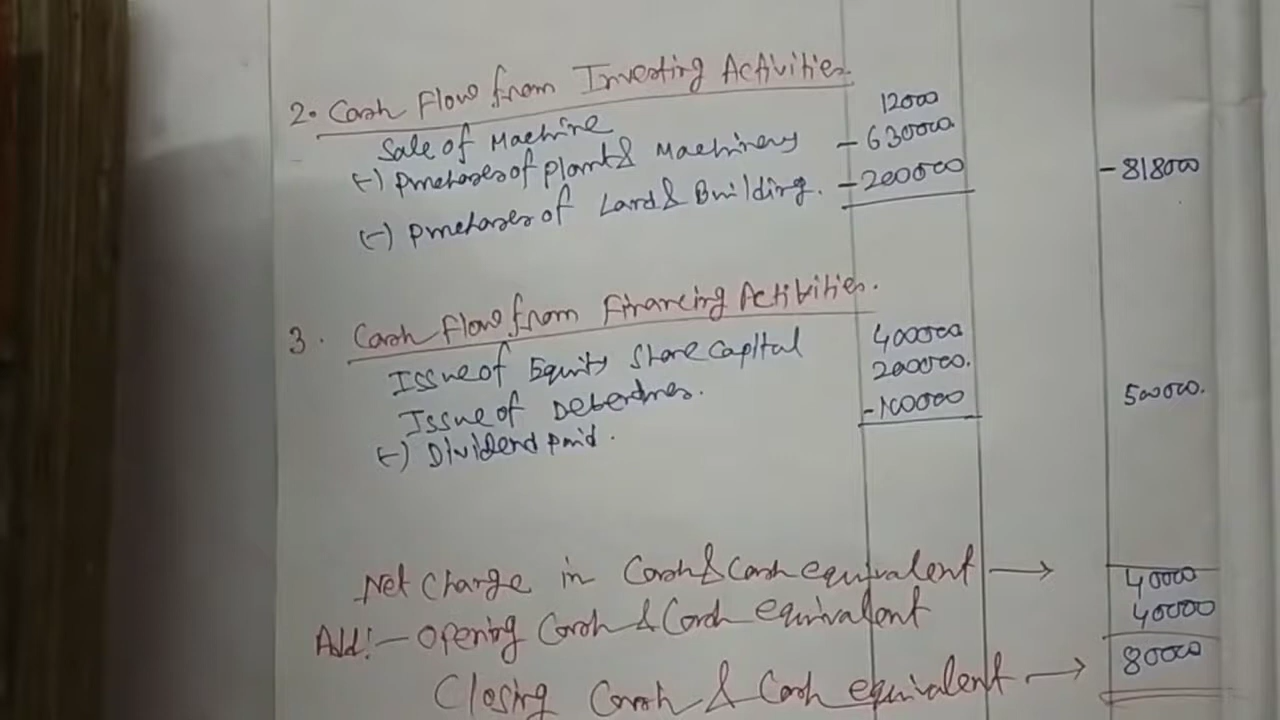 2. Cash Flow from Investing Activities.
Sale of Machine 12000
(-) Purchases of Plant & Machinery - 630000
(-) Purchases of Land & Building. - 200000 - 818000
3. Cash Flow from Financing Activities.
Issue of Equity Share Capital 400000
Issue of Debentures. 200000.
(-) Dividend Paid. - 100000 500000.
Net Change in Cash & Cash equivalent → 40000
Add:- Opening Cash & Cash equivalent 40000
Closing Cash & Cash equivalent → 80000